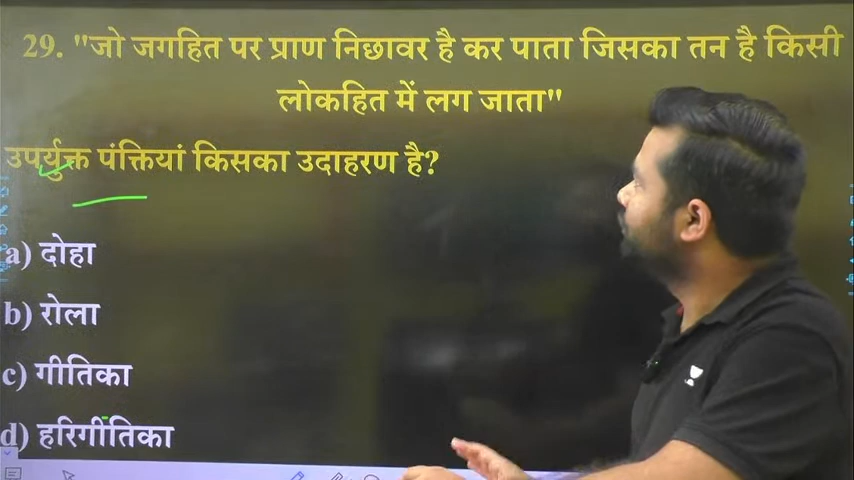 29. "जो जगहित पर प्राण निछावर है कर पाता जिसका तन है किसी
लोकहित में लग जाता"
उपर्युक्त पंक्तियां किसका उदाहरण है?
a) दोहा
b) रोला
c) गीतिका
d) हरिगीतिका